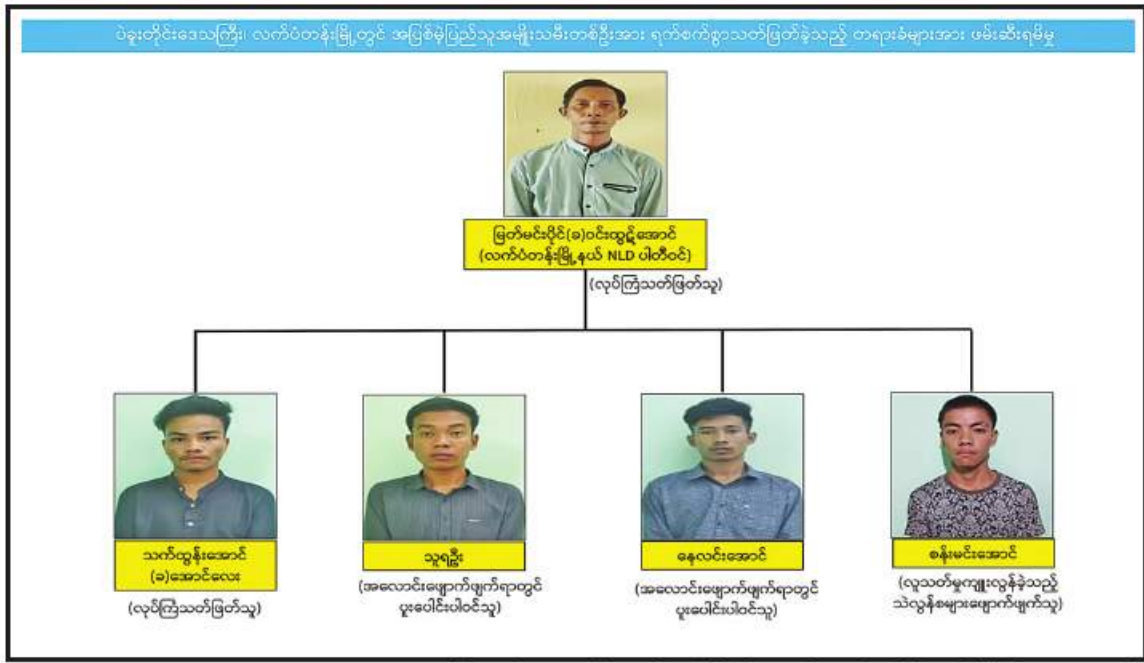 ပဲခူးတိုင်းဒေသကြီး၊ လက်ပံတန်းမြို့တွင် အပြစ်မဲ့ပြည်သူအမျိုးသမီးတစ်ဦးအား ရက်စက်စွာသတ်ဖြတ်ခဲ့သည့် တရားခံများအား ဖမ်းဆီးရမိမှု
မြတ်မင်းပိုင်(ခ)ဝင်းထွဋ်အောင်
(လက်ပံတန်းမြို့နယ် NLD ပါတီဝင်)
(လုပ်ကြံသတ်ဖြတ်သူ)
သက်ထွန်းအောင်
(ခ)အောင်လေး
(လုပ်ကြံသတ်ဖြတ်သူ)
သူရဦး
(အလောင်းဖျောက်ဖျက်ရာတွင်
ပူးပေါင်းပါဝင်သူ)
နေလင်းအောင်
(အလောင်းဖျောက်ဖျက်ရာတွင်
ပူးပေါင်းပါဝင်သူ)
စန်းမင်းအောင်
(လူသတ်မှုကျူးလွန်ခဲ့သည့်
သဲလွန်စများဖျောက်ဖျက်သူ)